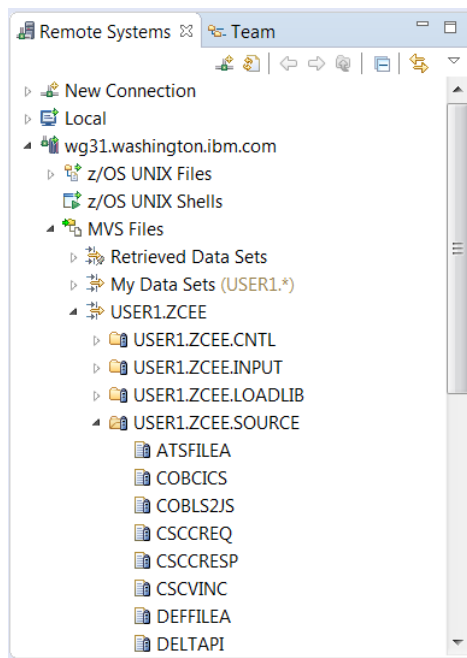 Remote Systems Team
New Connection
Local
wg31.washington.ibm.com
z/OS UNIX Files
z/OS UNIX Shells
MVS Files
Retrieved Data Sets
My Data Sets (USER1.*)
USER1.ZCEE
USER1.ZCEE.CNTL
USER1.ZCEE.INPUT
USER1.ZCEE.LOADLIB
USER1.ZCEE.SOURCE
ATSFILEA
COBCICS
COBLS2JS
CSCCREQ
CSCCRESP
CSCVINC
DEFFILEA
DELTAPI